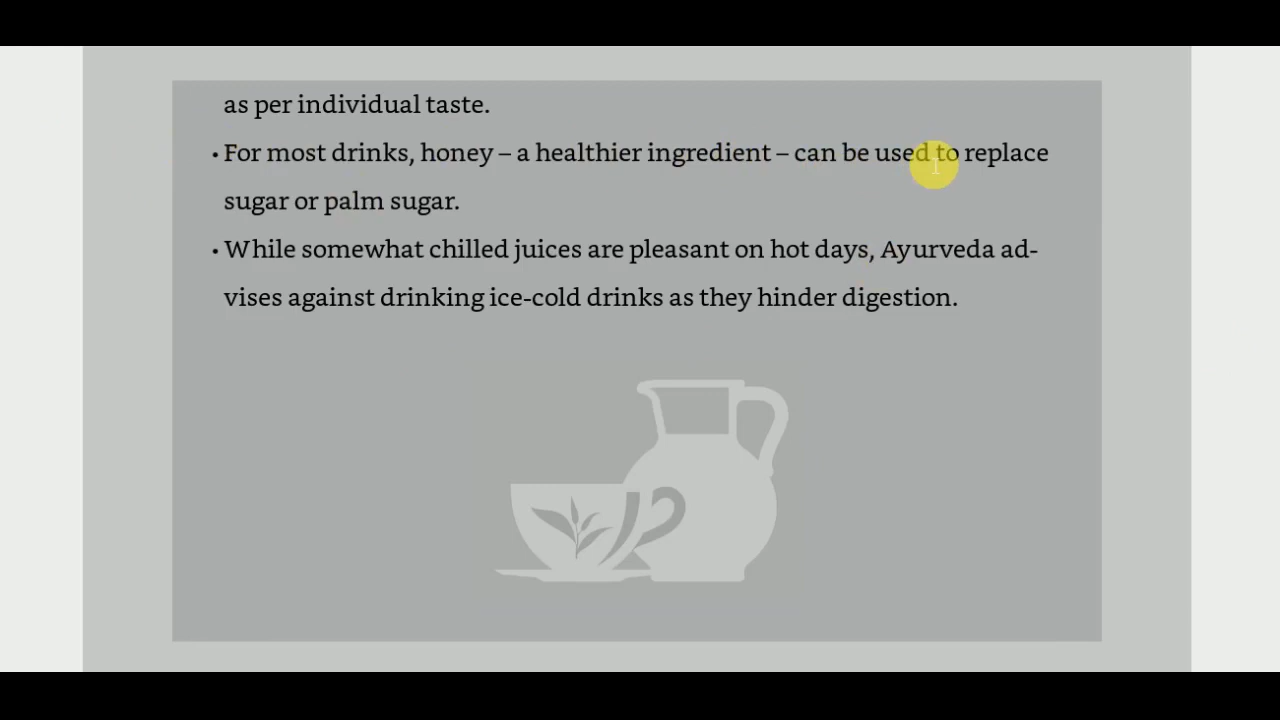 as per individual taste.
• For most drinks, honey – a healthier ingredient – can be used to replace
sugar or palm sugar.
• While somewhat chilled juices are pleasant on hot days, Ayurveda ad-
vises against drinking ice-cold drinks as they hinder digestion.